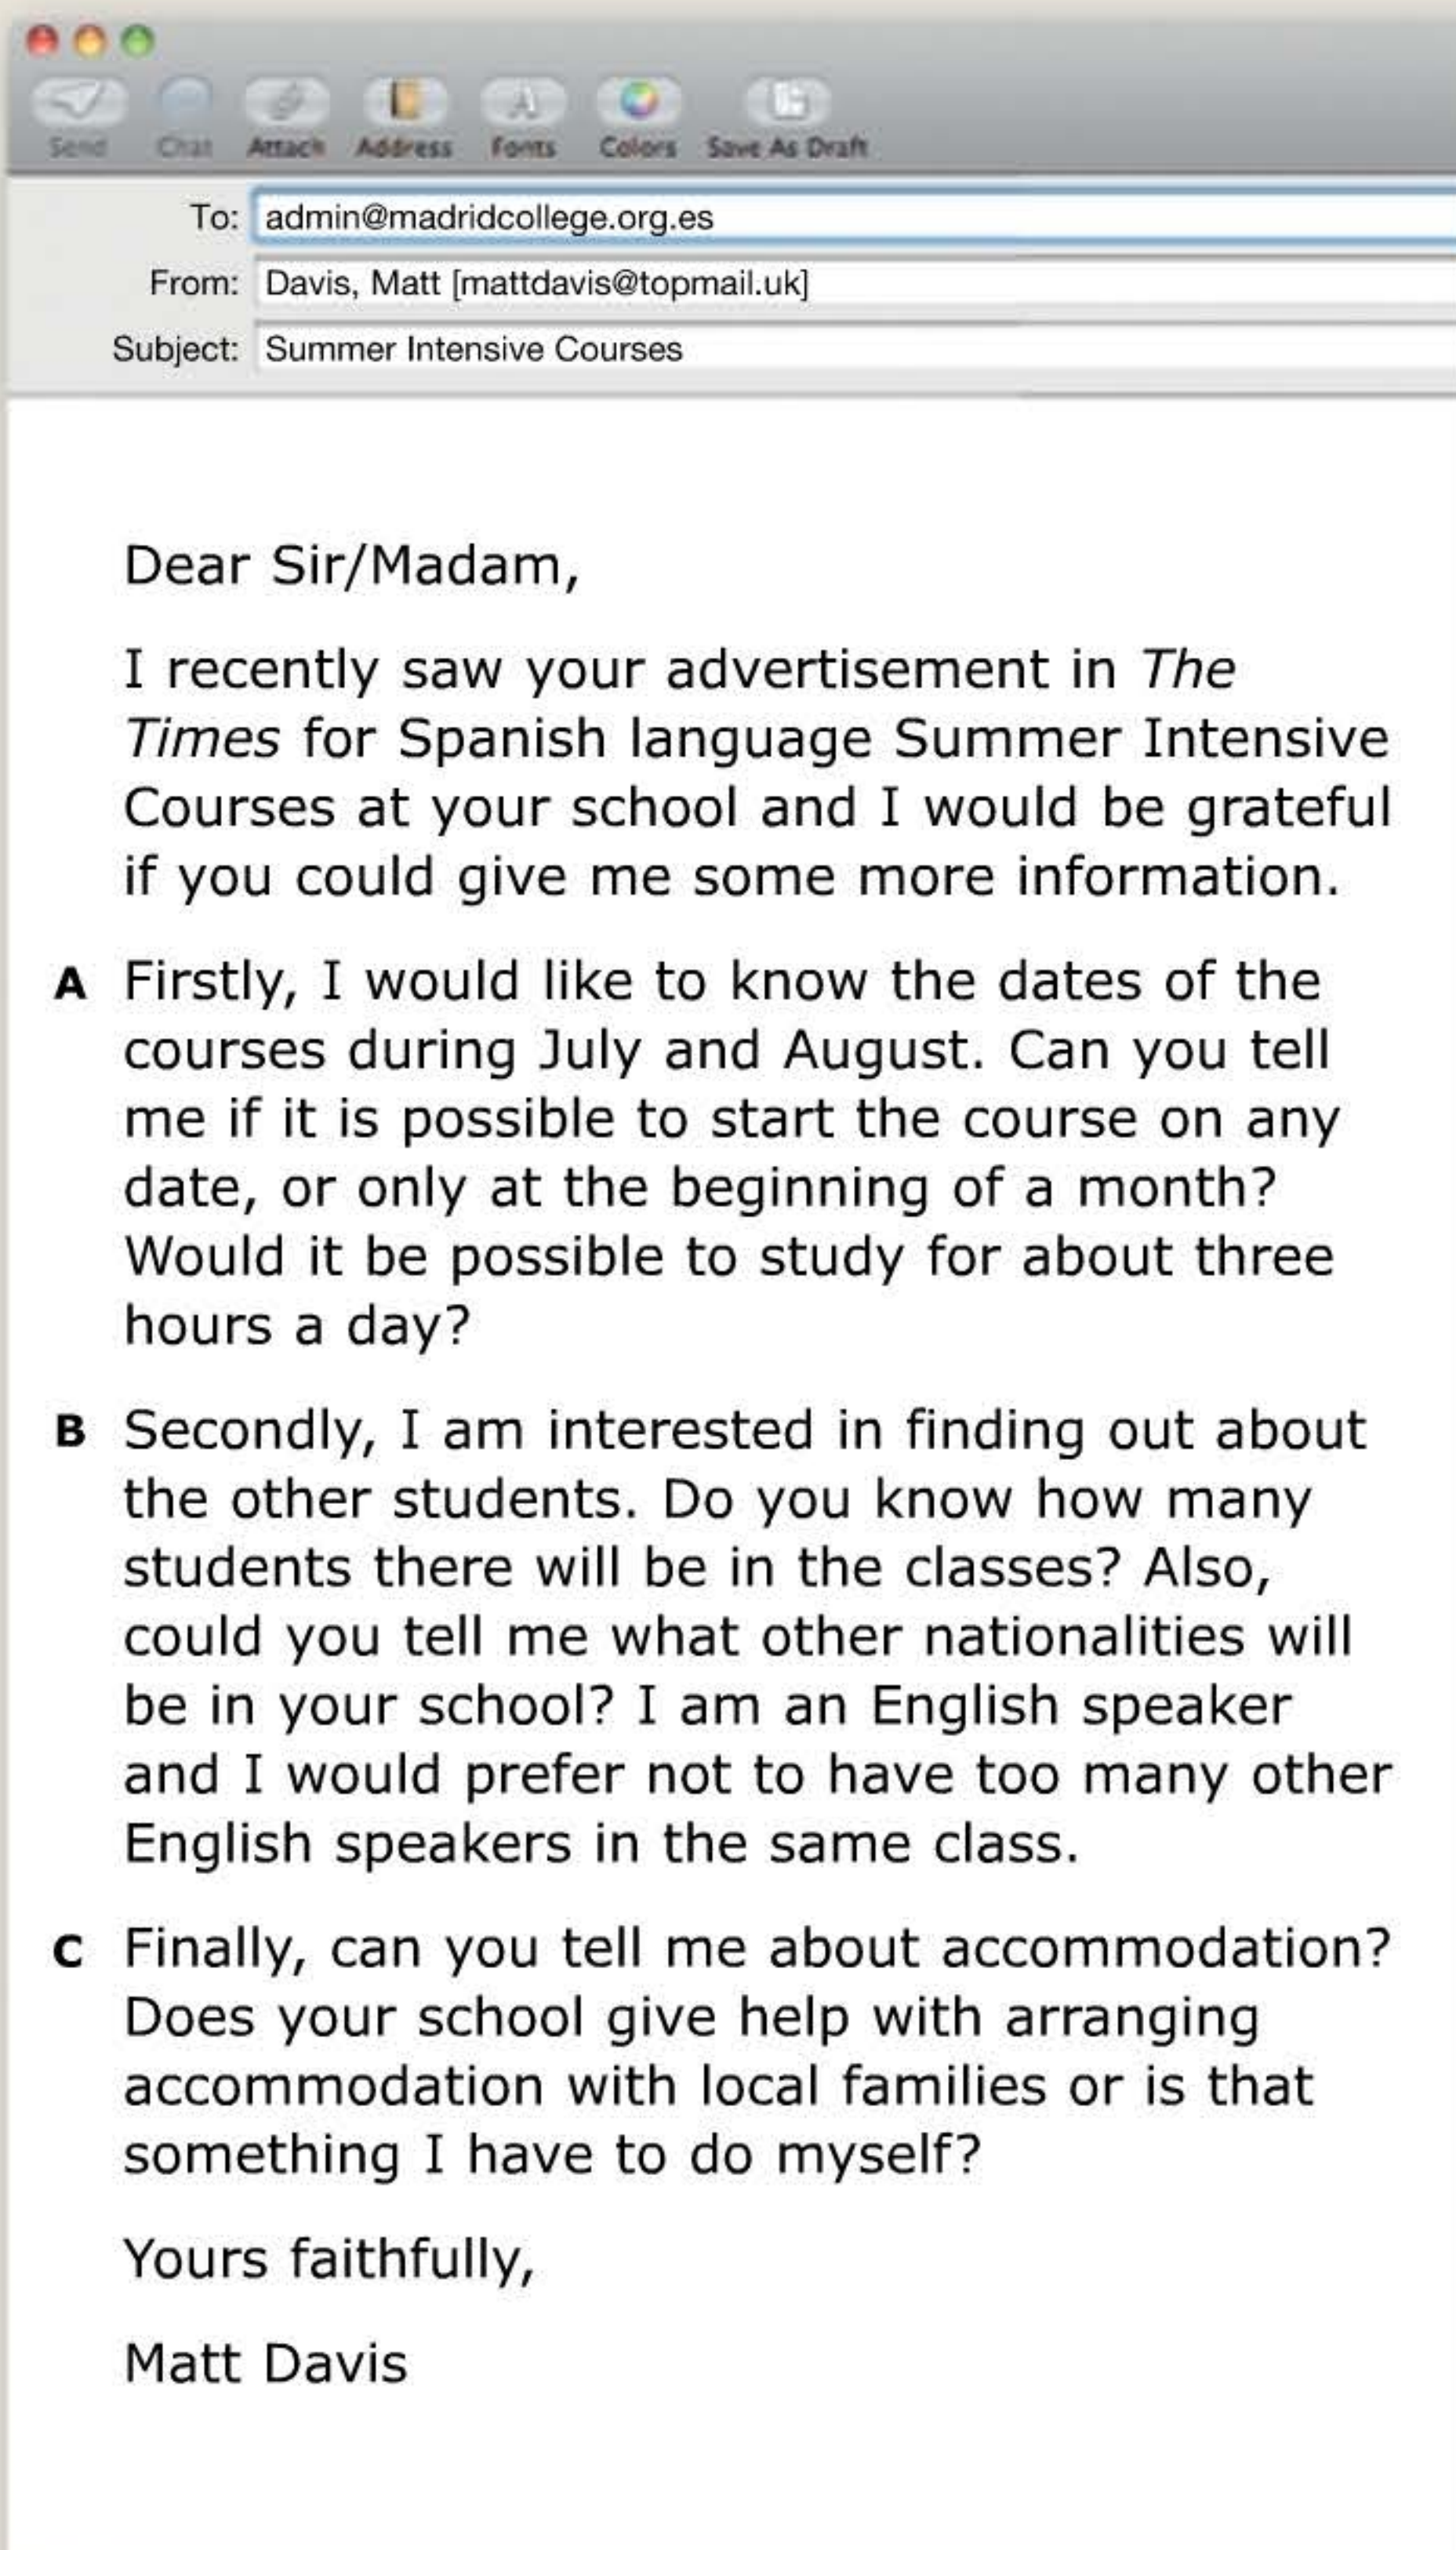 Send Chat Attach Address Fonts Colors Save As Draft
To: admin@madridcollege.org.es
From: Davis, Matt [mattdavis@topmail.uk]
Subject: Summer Intensive Courses
Dear Sir/Madam,
I recently saw your advertisement in The
Times for Spanish language Summer Intensive
Courses at your school and I would be grateful
if you could give me some more information.
A Firstly, I would like to know the dates of the
courses during July and August. Can you tell
me if it is possible to start the course on any
date, or only at the beginning of a month?
Would it be possible to study for about three
hours a day?
B Secondly, I am interested in finding out about
the other students. Do you know how many
students there will be in the classes? Also,
could you tell me what other nationalities will
be in your school? I am an English speaker
and I would prefer not to have too many other
English speakers in the same class.
C Finally, can you tell me about accommodation?
Does your school give help with arranging
accommodation with local families or is that
something I have to do myself?
Yours faithfully,
Matt Davis